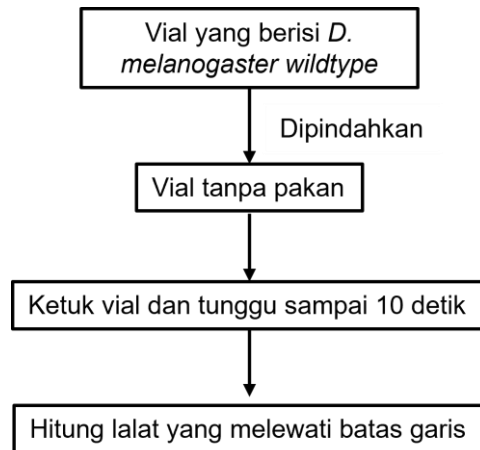 Vial yang berisi D.
melanogaster wildtype
Dipindahkan
Vial tanpa pakan
Ketuk vial dan tunggu sampai 10 detik
Hitung lalat yang melewati batas garis